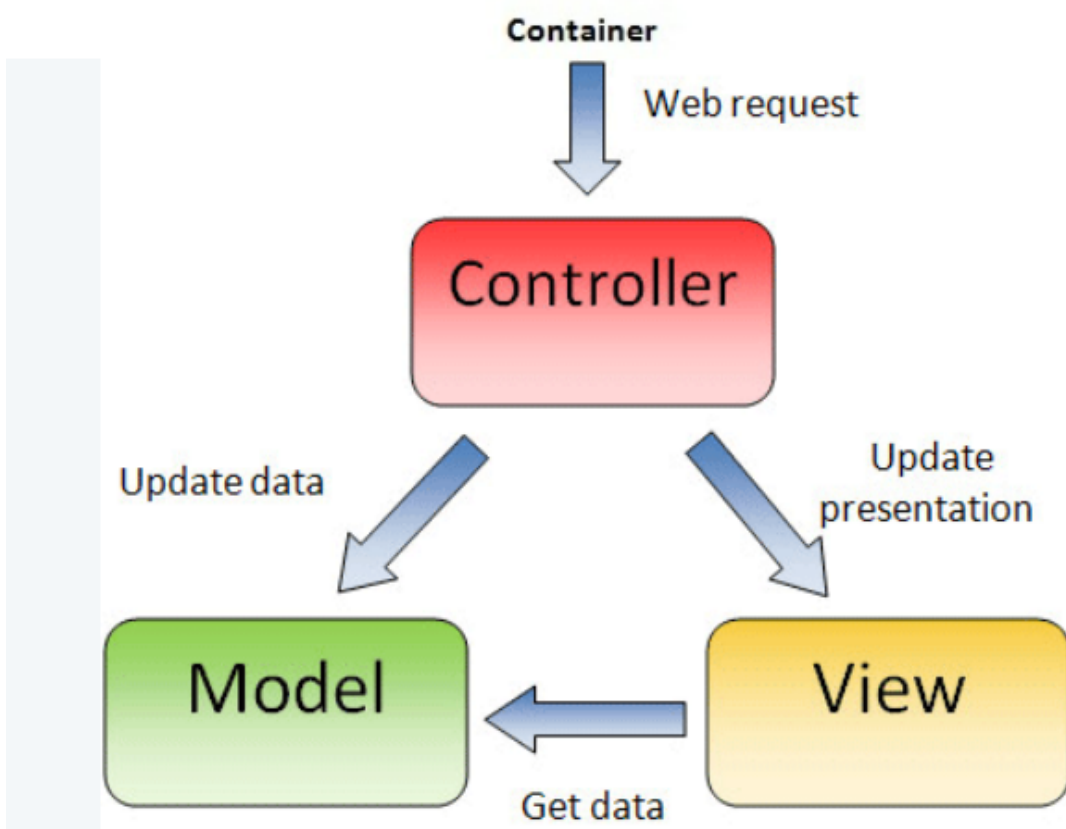 Container
Web request
Controller
Update data
Update
presentation
Model
View
Get data